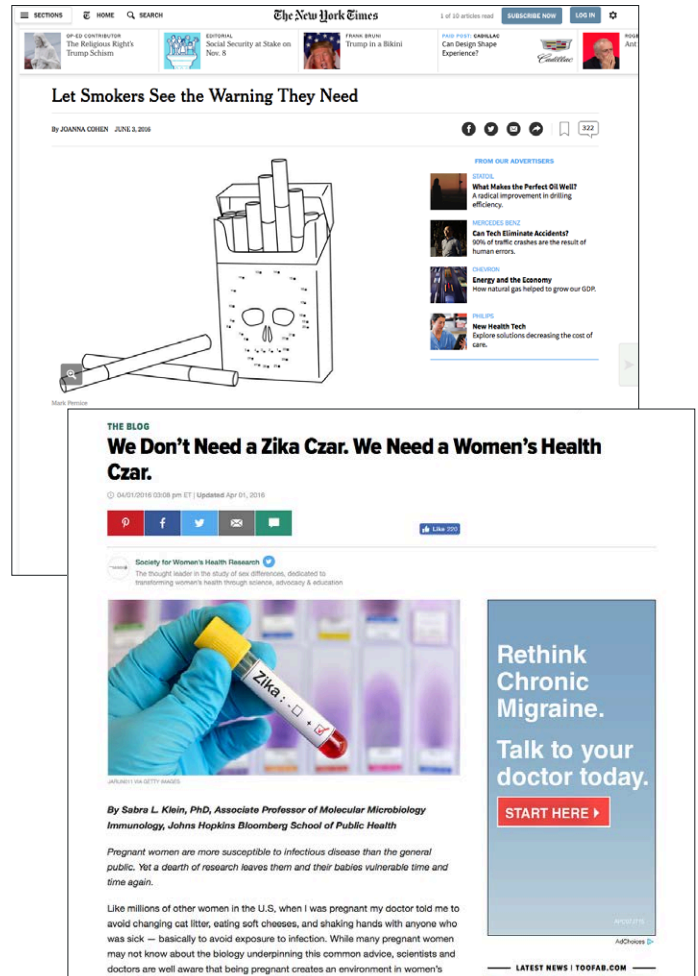 SECTIONS HOME SEARCH The New York Times 1 of 10 articles read SUBSCRIBE NOW LOG IN
OP-ED CONTRIBUTOR
The Religious Right's
Trump Schism
EDITORIAL
Social Security at Stake on
Nov. 8
FRANK BRUNI
Trump in a Bikini
PAID POST: CADILLAC
Can Design Shape
Experience?
Cadillac
ROGE
Ant
Let Smokers See the Warning They Need
By JOANNA COHEN JUNE 3, 2016
322
FROM OUR ADVERTISERS
STATOIL
What Makes the Perfect Oil Well?
A radical improvement in drilling
efficiency.
MERCEDES BENZ
Can Tech Eliminate Accidents?
90% of traffic crashes are the result of
human errors.
CHEVRON
Energy and the Economy
How natural gas helped to grow our GDP.
PHILIPS
New Health Tech
Explore solutions decreasing the cost of
care.
Mark Pernice
THE BLOG
We Don't Need a Zika Czar. We Need a Women's Health
Czar.
04/01/2016 03:08 pm ET | Updated Apr 01, 2016
Like 220
Society for Women's Health Research
The thought leader in the study of sex differences, dedicated to
transforming women's health through science, advocacy & education
Zika : -
+
JARUN011 VIA GETTY IMAGES
By Sabra L. Klein, PhD, Associate Professor of Molecular Microbiology
Immunology, Johns Hopkins Bloomberg School of Public Health
Pregnant women are more susceptible to infectious disease than the general
public. Yet a dearth of research leaves them and their babies vulnerable time and
time again.
Like millions of other women in the U.S, when I was pregnant my doctor told me to
avoid changing cat litter, eating soft cheeses, and shaking hands with anyone who
was sick — basically to avoid exposure to infection. While many pregnant women
may not know about the biology underpinning this common advice, scientists and
doctors are well aware that being pregnant creates an environment in women's
Rethink
Chronic
Migraine.
Talk to your
doctor today.
START HERE
AdChoices
LATEST NEWS | TOOFAB.COM